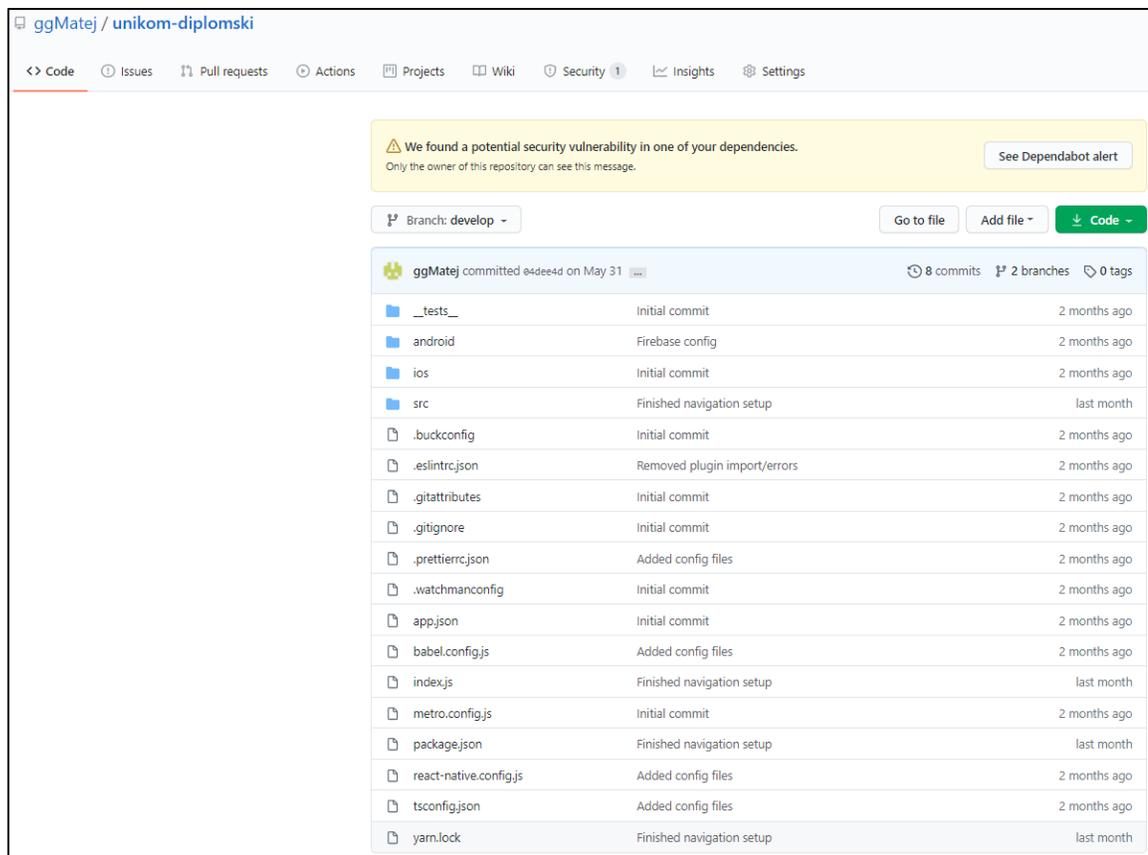 ggMatej / unikom-diplomski
<> Code Issues Pull requests Actions Projects Wiki Security 1 Insights Settings
We found a potential security vulnerability in one of your dependencies.
Only the owner of this repository can see this message.
See Dependabot alert
Branch: develop Go to file Add file Code
ggMatej committed 04dee4d on May 31 ... 8 commits 2 branches 0 tags
__tests__ Initial commit 2 months ago
android Firebase config 2 months ago
ios Initial commit 2 months ago
src Finished navigation setup last month
.buckconfig Initial commit 2 months ago
.eslintrc.json Removed plugin import/errors 2 months ago
.gitattributes Initial commit 2 months ago
.gitignore Initial commit 2 months ago
.prettierrc.json Added config files 2 months ago
.watchmanconfig Initial commit 2 months ago
app.json Initial commit 2 months ago
babel.config.js Added config files 2 months ago
index.js Finished navigation setup last month
metro.config.js Initial commit 2 months ago
package.json Finished navigation setup last month
react-native.config.js Added config files 2 months ago
tsconfig.json Added config files 2 months ago
yarn.lock Finished navigation setup last month